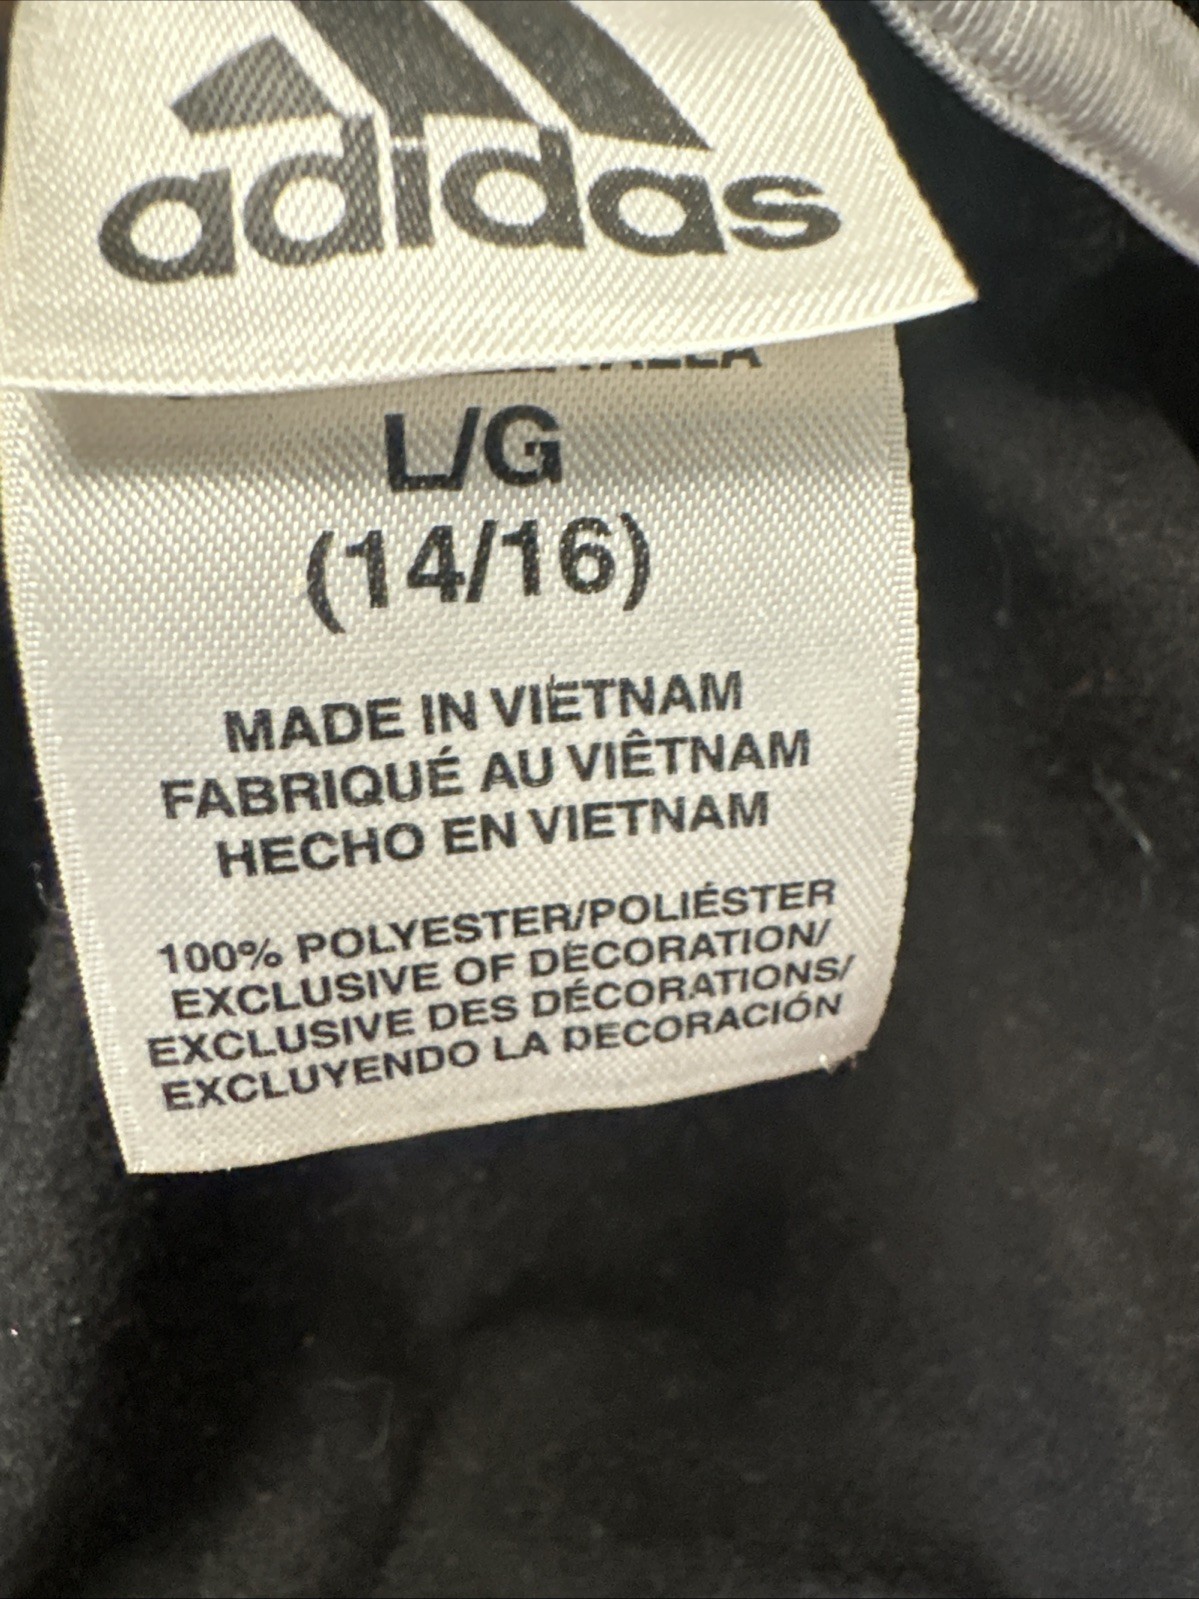 adidas
L/G
(14/16)
MADE IN VIETNAM
FABRIQUÉ AU VIÊTNAM
HECHO EN VIETNAM
100% POLYESTER/POLIÉSTER
EXCLUSIVE OF DECORATION/
EXCLUSIVE DES DÉCORATIONS/
EXCLUYENDO LA DECORACIÓN